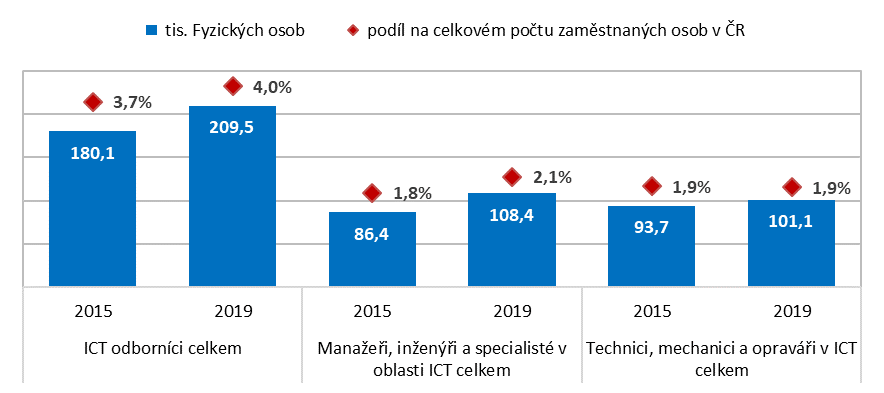 tis. Fyzických osob
podíl na celkovém počtu zaměstnaných osob v ČR
3,7%
4,0%
180,1
209,5
1,8%
2,1%
1,9%
1,9%
86,4
108,4
93,7
101,1
2015
2019
2015
2019
2015
2019
ICT odborníci celkem
Manažeři, inženýři a specialisté v
oblasti ICT celkem
Technici, mechanici a opraváři v ICT
celkem